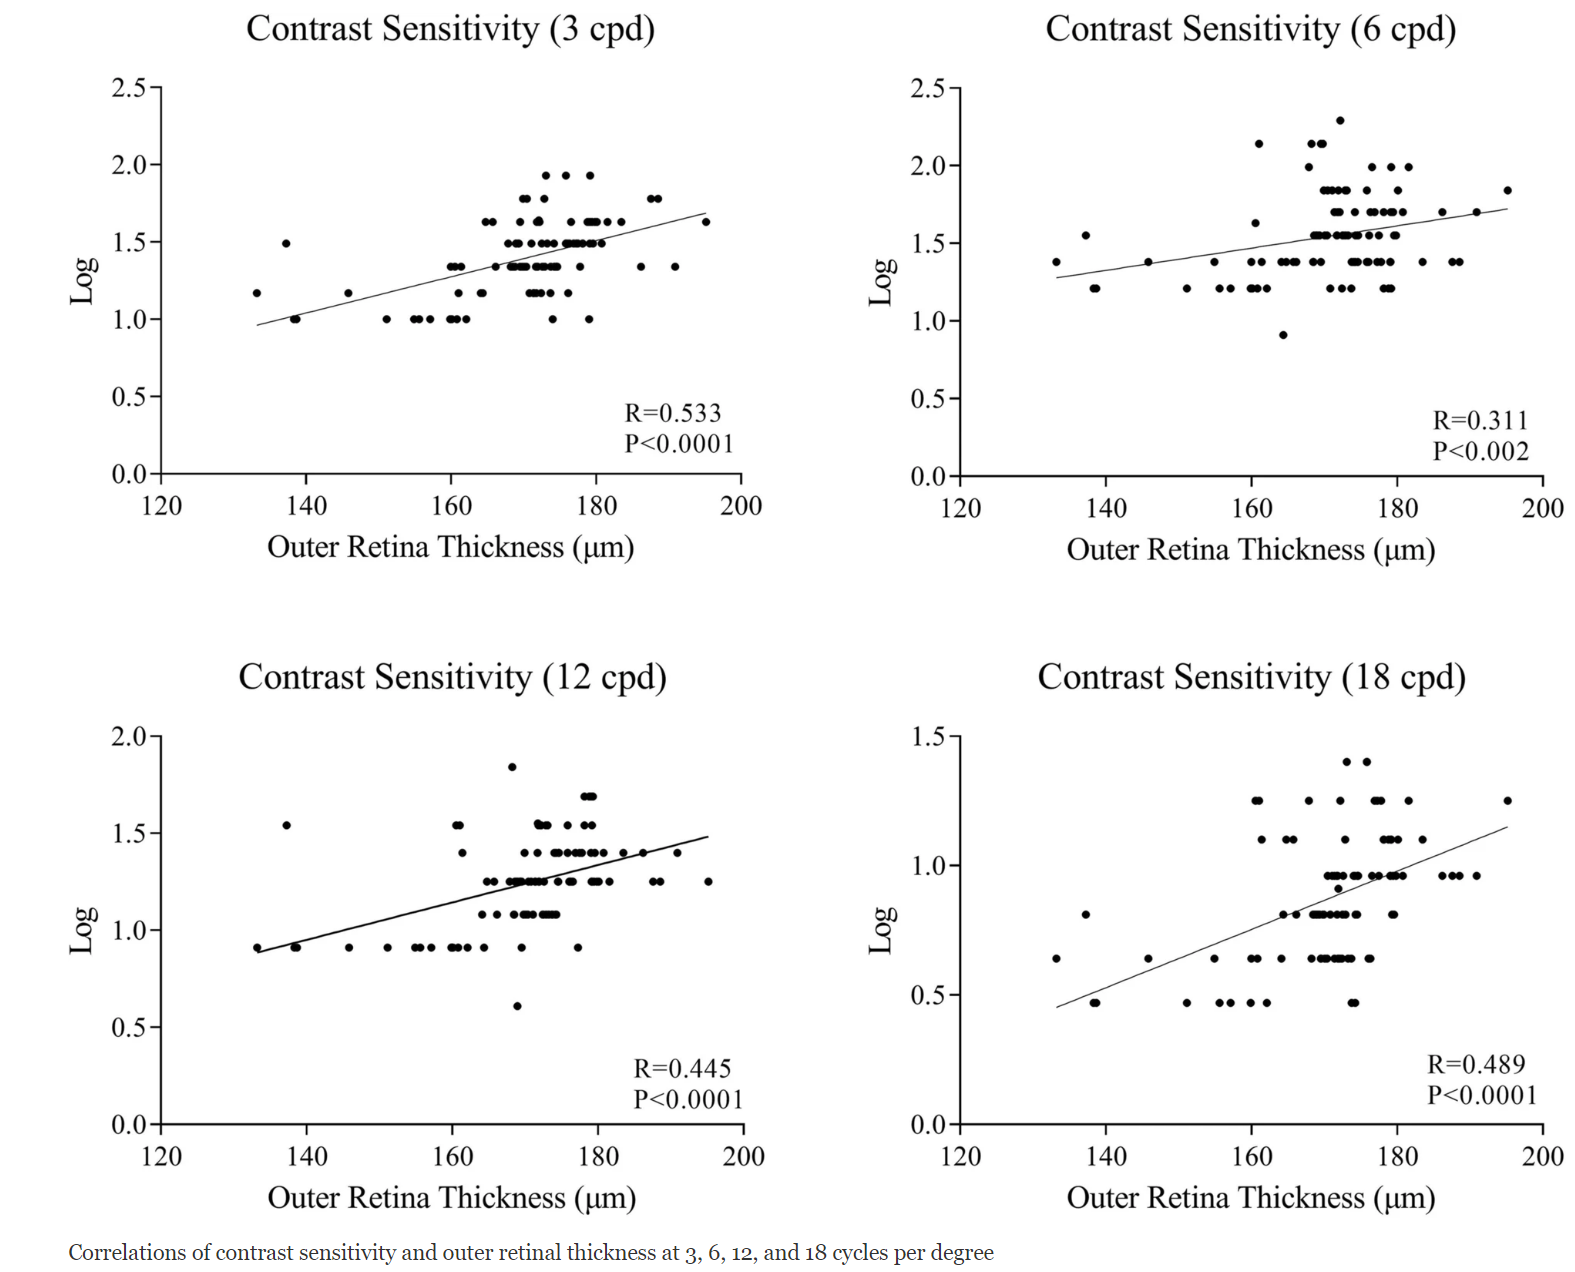 Contrast Sensitivity (3 cpd)
2.5
2.0
1.5
1.0
0.5
0.0
Log
R=0.533
P<0.0001
120 140 160 180 200
Outer Retina Thickness (μm)
Contrast Sensitivity (6 cpd)
2.5
2.0
1.5
1.0
0.5
0.0
Log
R=0.311
P<0.002
120 140 160 180 200
Outer Retina Thickness (μm)
Contrast Sensitivity (12 cpd)
2.0
1.5
1.0
0.5
0.0
Log
R=0.445
P<0.0001
120 140 160 180 200
Outer Retina Thickness (μm)
Contrast Sensitivity (18 cpd)
1.5
1.0
0.5
0.0
Log
R=0.489
P<0.0001
120 140 160 180 200
Outer Retina Thickness (μm)
Correlations of contrast sensitivity and outer retinal thickness at 3, 6, 12, and 18 cycles per degree